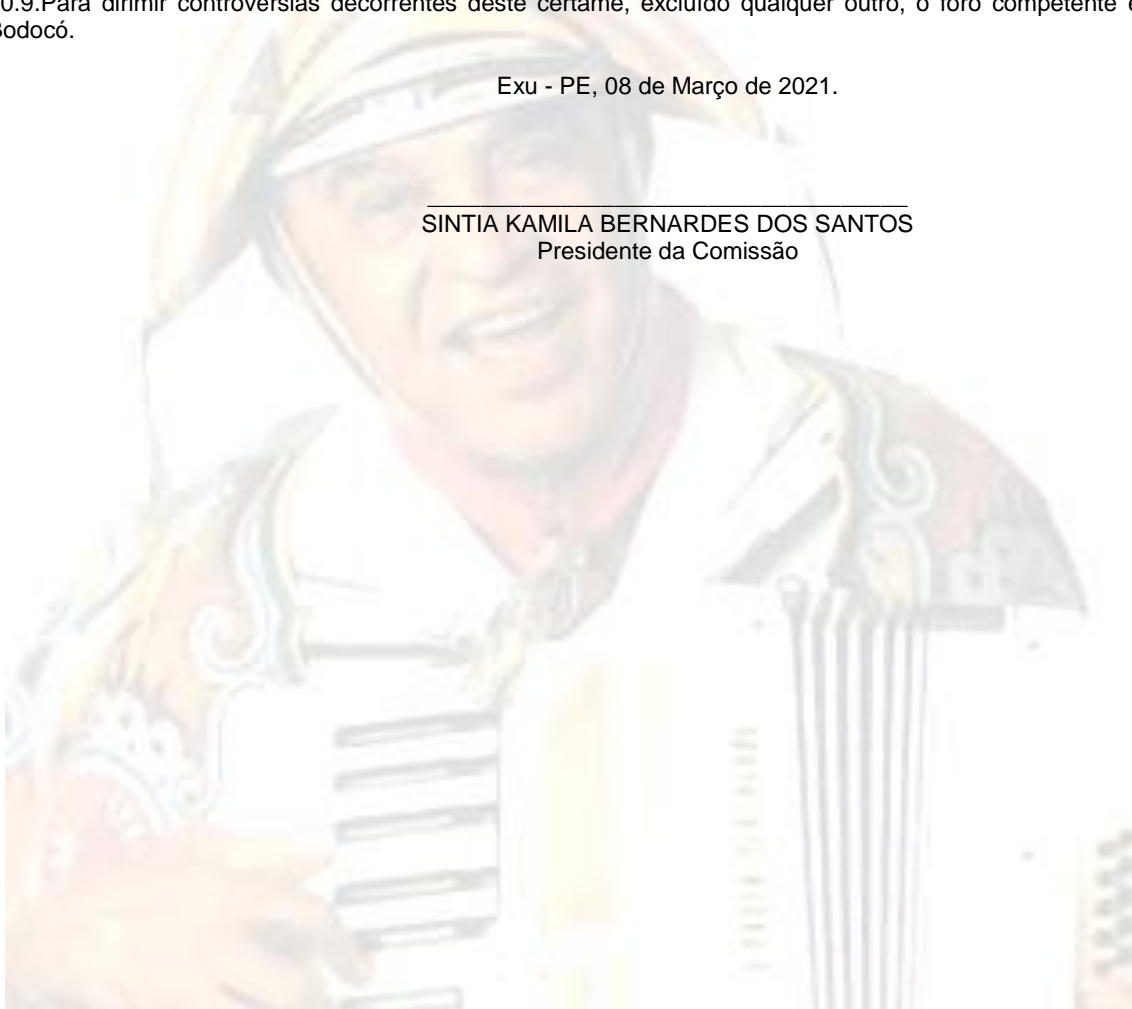 0.9.Para dirimir controvérsias decorrentes deste certame, excluído qualquer outro, o foro competente é
Bodocó.
Exu - PE, 08 de Março de 2021.
SINTIA KAMILA BERNARDES DOS SANTOS
Presidente da Comissão